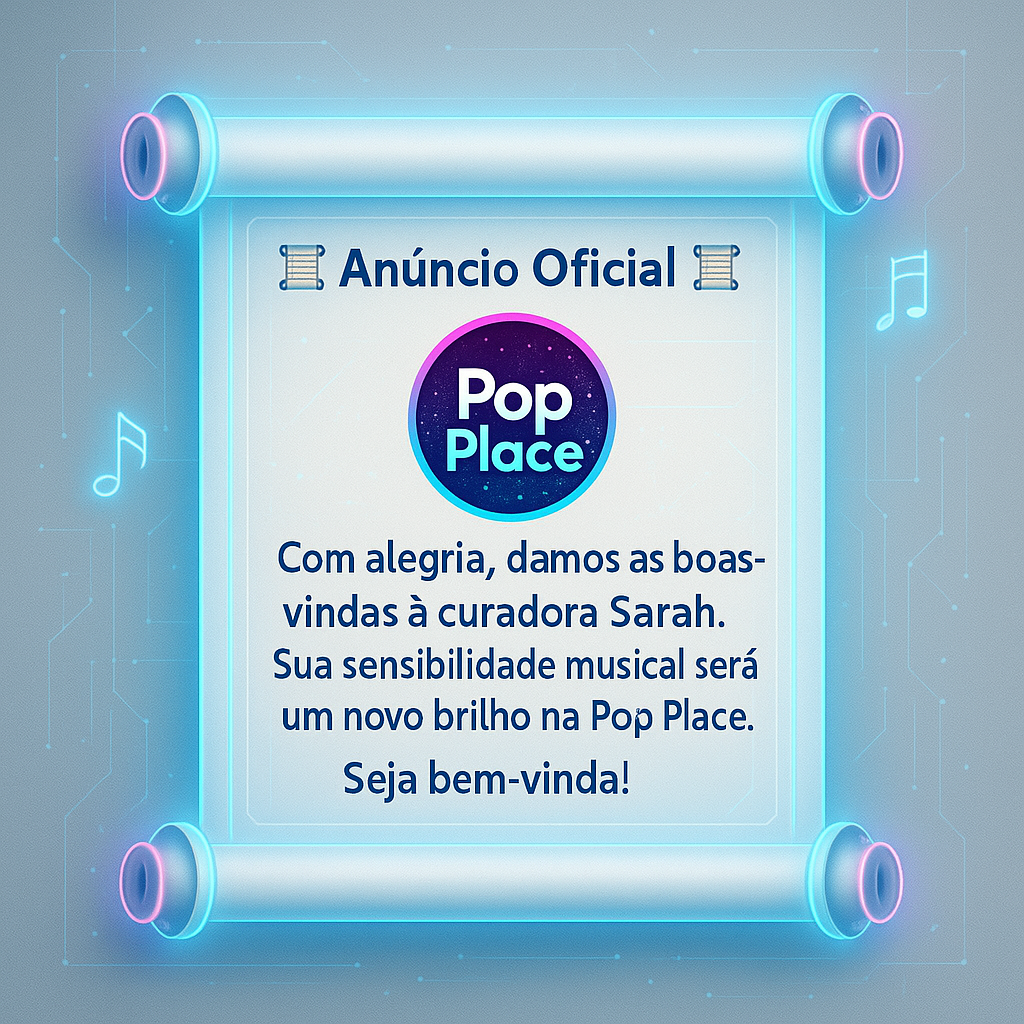 📜 Anúncio Oficial 📜
Pop
Place
Com alegria, damos as boas-
vindas à curadora Sarah.
Sua sensibilidade musical será
um novo brilho na Pop Place.
Seja bem-vinda!